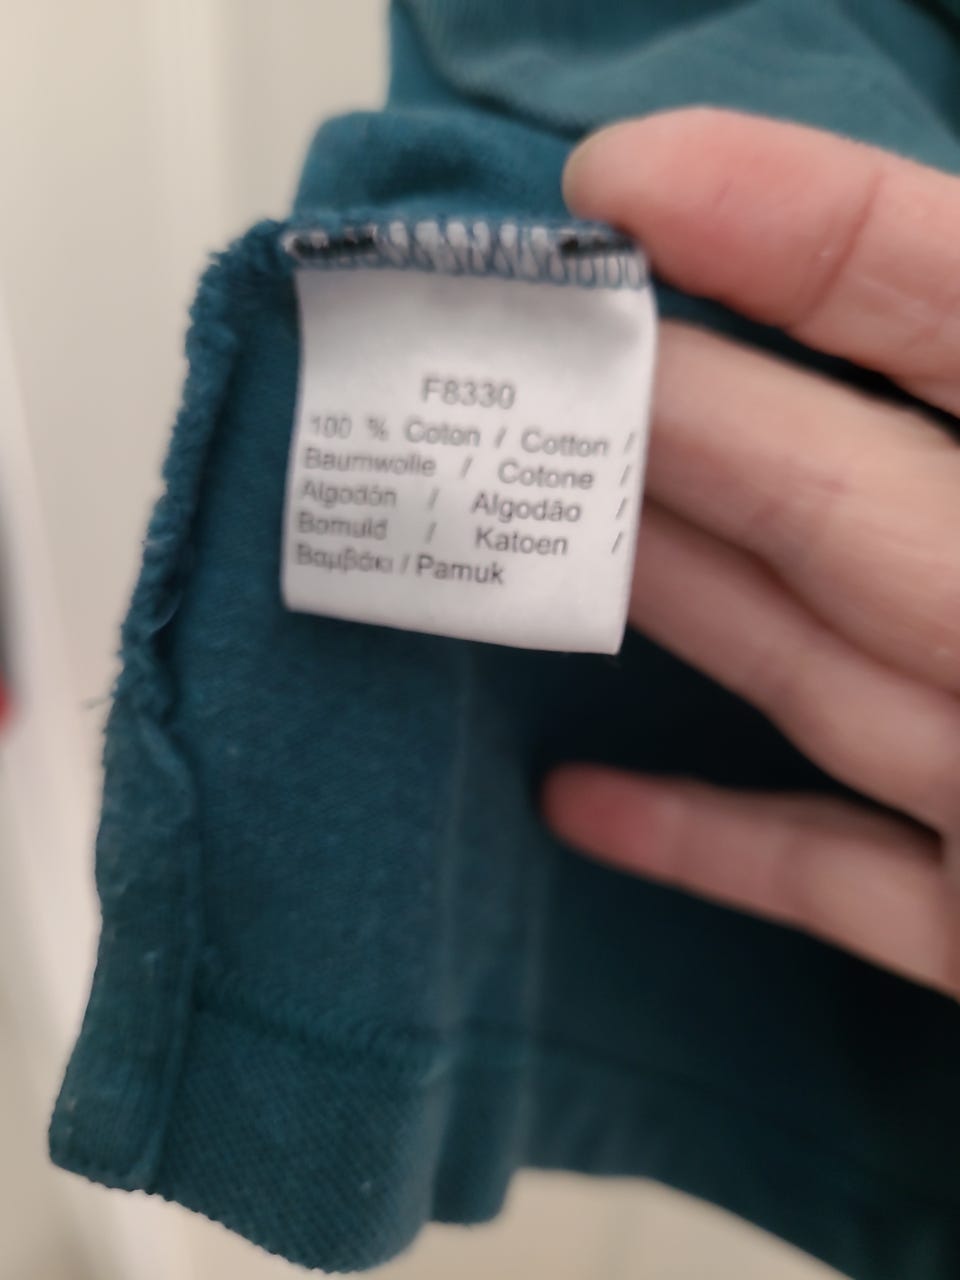 F8330
100 % Coton / Cotton /
Baumwolle / Cotone /
Algodón / Algodão /
Bomuld / Katoen /
Βαμβάκι / Pamuk